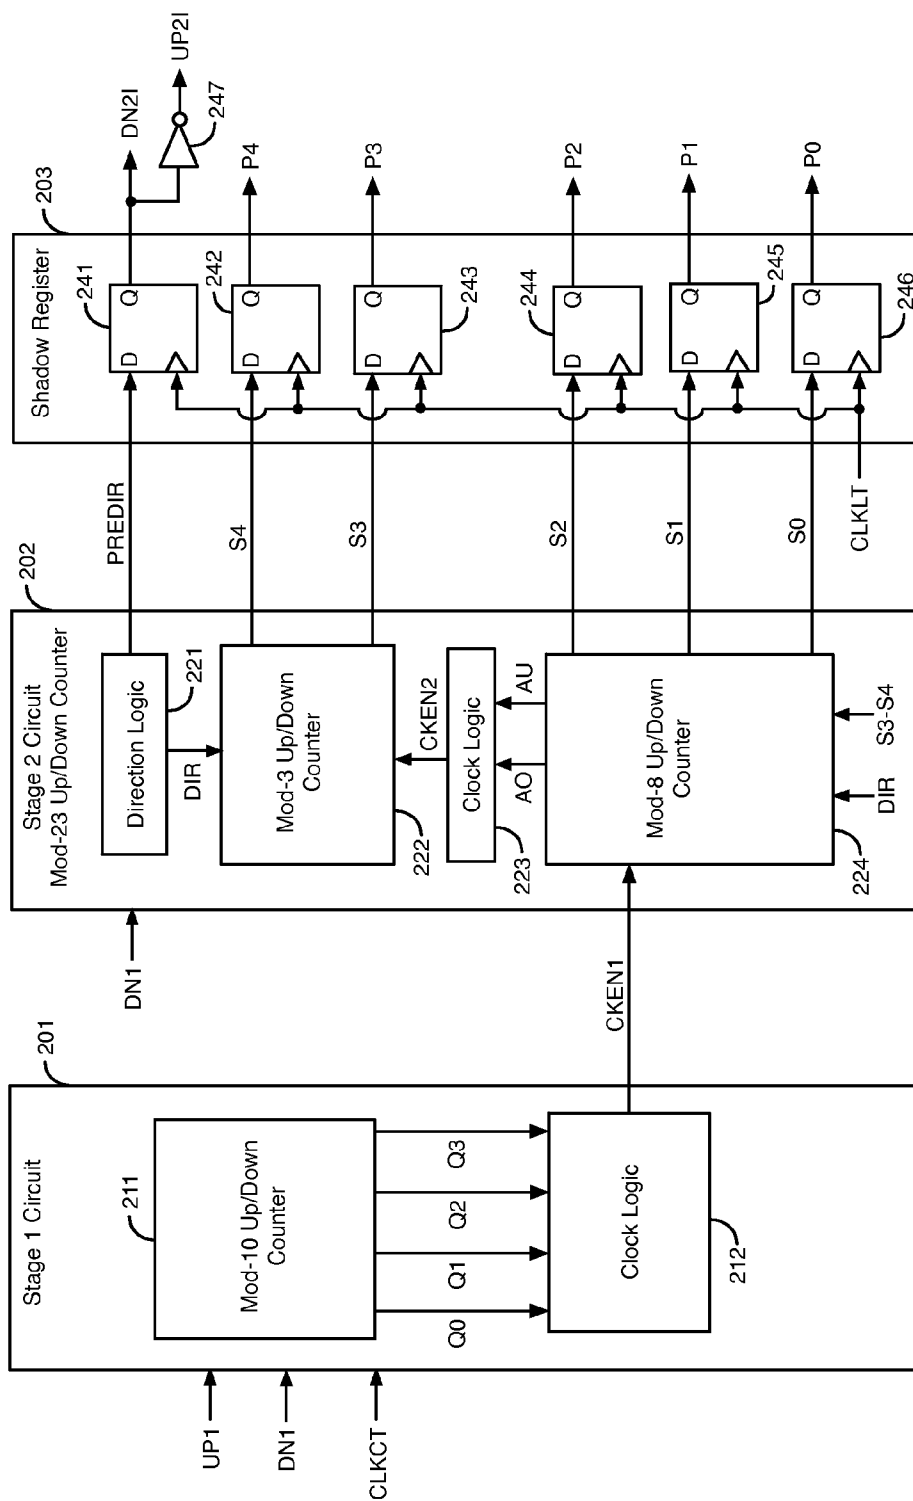 Stage 1 Circuit
201
UP1
DN1
CLKCT
211
Mod-10 Up/Down
Counter
Q0
Q1
Q2
Q3
Clock Logic
212
CKEN1
Stage 2 Circuit
Mod-23 Up/Down Counter
202
DN1
Direction Logic
221
DIR
Mod-3 Up/Down
Counter
222
CKEN2
Clock Logic
223
AO
AU
Mod-8 Up/Down
Counter
224
DIR
S3-S4
PREDIR
S4
S3
S2
S1
S0
CLKLT
Shadow Register
203
241
D
Q
242
D
Q
243
D
Q
244
D
Q
245
D
Q
246
D
Q
DN2I
UP2I
247
P4
P3
P2
P1
P0